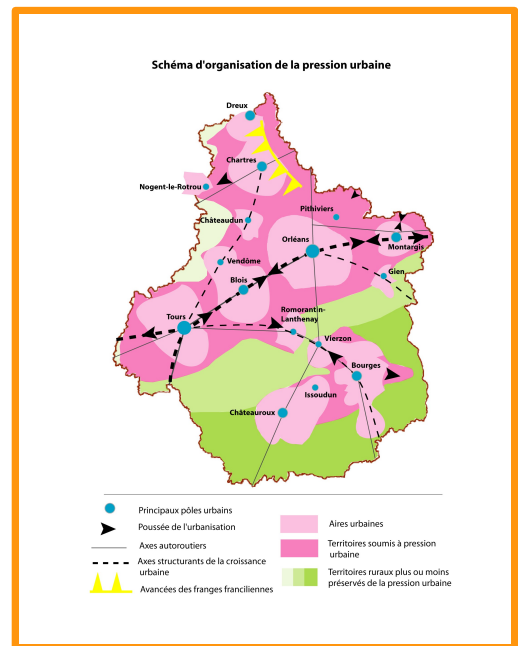 Schéma d'organisation de la pression urbaine
Dreux
Chartres
Nogent-le-Rotrou
Pithiviers
Châteaudun
Orléans
Montargis
Vendôme
Gien
Blois
Romorantin-
Lanthenay
Tours
Vierzon
Bourges
Issoudun
Châteauroux
Principaux pôles urbains
Poussée de l'urbanisation
Axes autoroutiers
Axes structurants de la croissance
urbaine
Avancées des franges franciliennes
Aires urbaines
Territoires soumis à pression
urbaine
Territoires ruraux plus ou moins
préservés de la pression urbaine